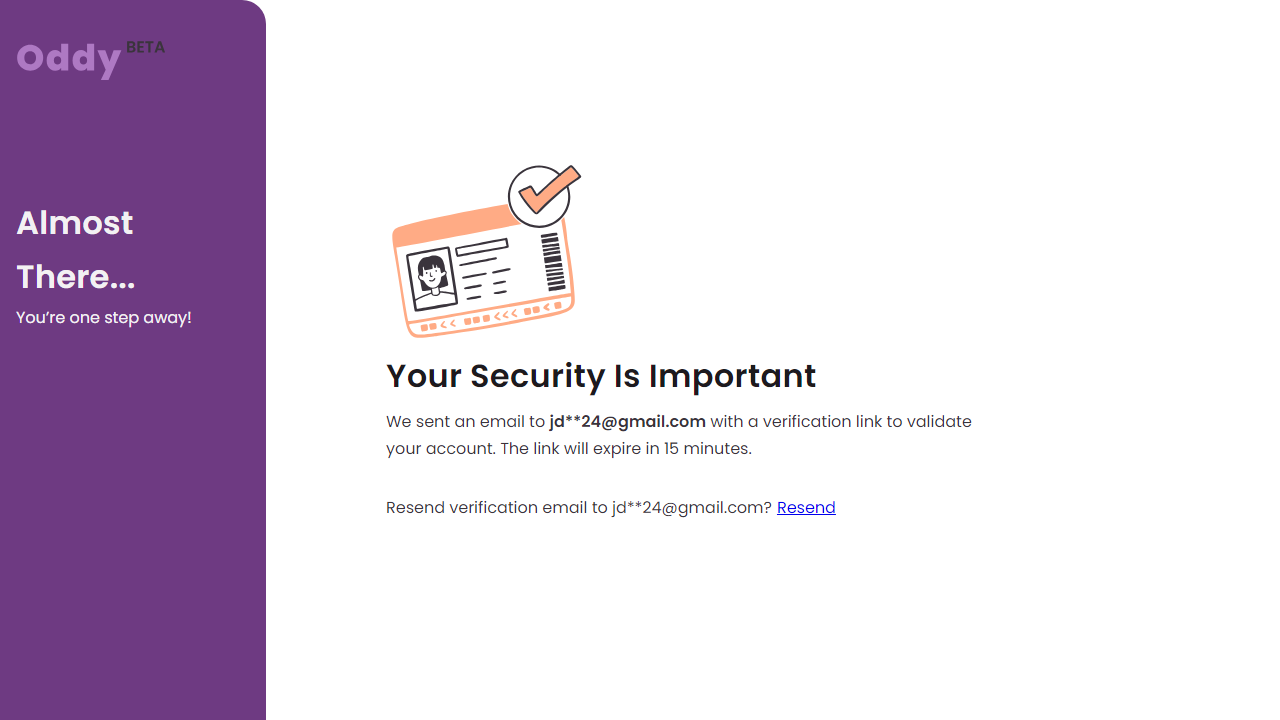 Oddy BETA
Almost
There...
You’re one step away!
Your Security Is Important
We sent an email to jd**24@gmail.com with a verification link to validate
your account. The link will expire in 15 minutes.
Resend verification email to jd**24@gmail.com? Resend